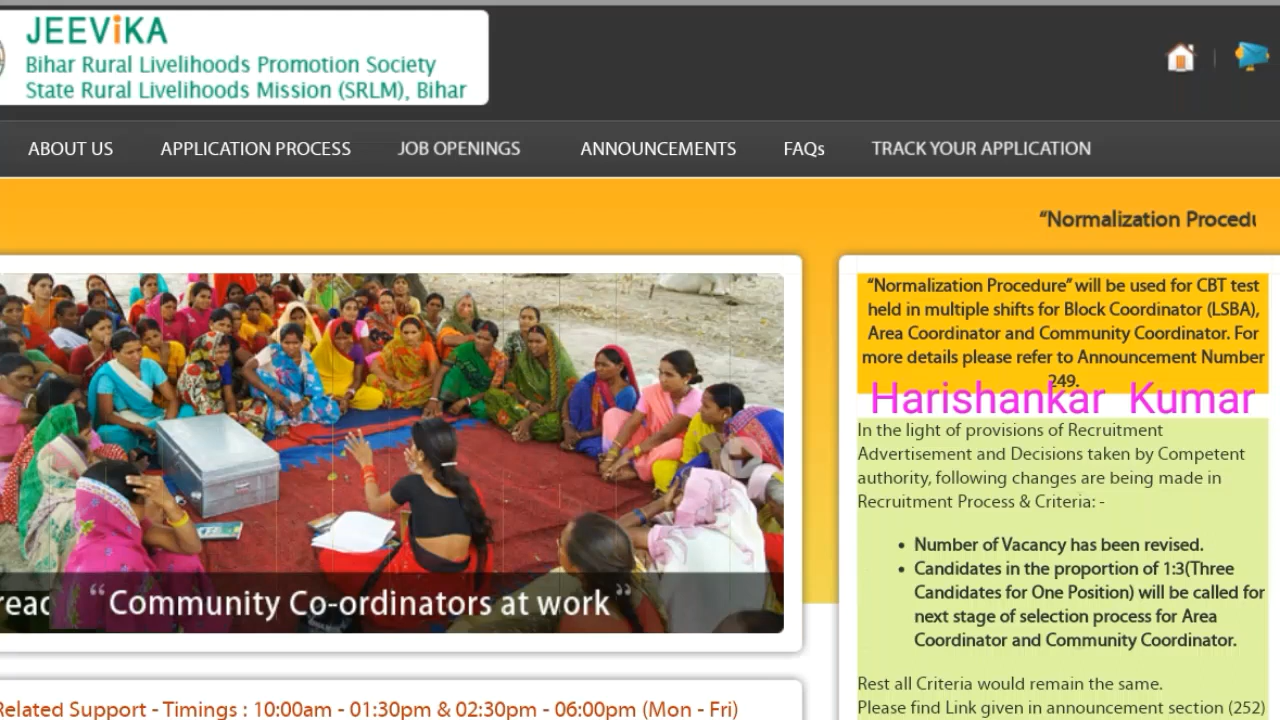 JEEViKA
Bihar Rural Livelihoods Promotion Society
State Rural Livelihoods Mission (SRLM), Bihar
ABOUT US APPLICATION PROCESS JOB OPENINGS ANNOUNCEMENTS FAQs TRACK YOUR APPLICATION
“Normalization Procedu
“Normalization Procedure” will be used for CBT test
held in multiple shifts for Block Coordinator (LSBA),
Area Coordinator and Community Coordinator. For
more details please refer to Announcement Number
249.
Harishankar Kumar
In the light of provisions of Recruitment
Advertisement and Decisions taken by Competent
authority, following changes are being made in
Recruitment Process & Criteria: -
• Number of Vacancy has been revised.
• Candidates in the proportion of 1:3(Three
Candidates for One Position) will be called for
next stage of selection process for Area
Coordinator and Community Coordinator.
Rest all Criteria would remain the same.
Please find Link given in announcement section (252)
“Community Co-ordinators at work”
Related Support - Timings : 10:00am - 01:30pm & 02:30pm - 06:00pm (Mon - Fri)